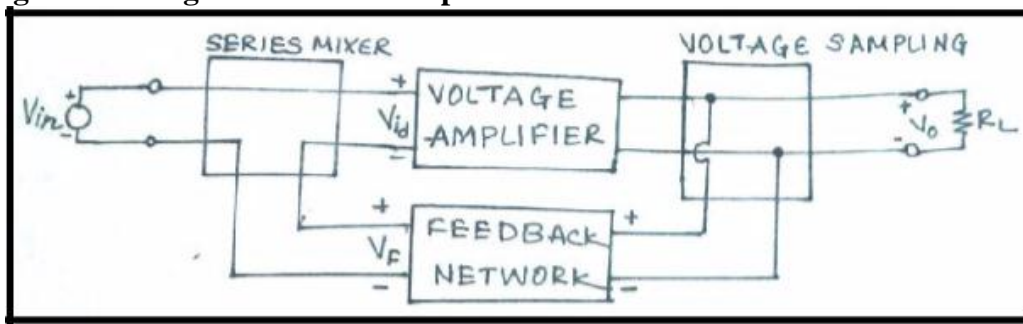 SERIES MIXER
VOLTAGE SAMPLING
+
+
Vin
-
Vid
-
VOLTAGE
AMPLIFIER
+
Vo
-
RL
+
VF
-
FEEDBACK
NETWORK
+
-